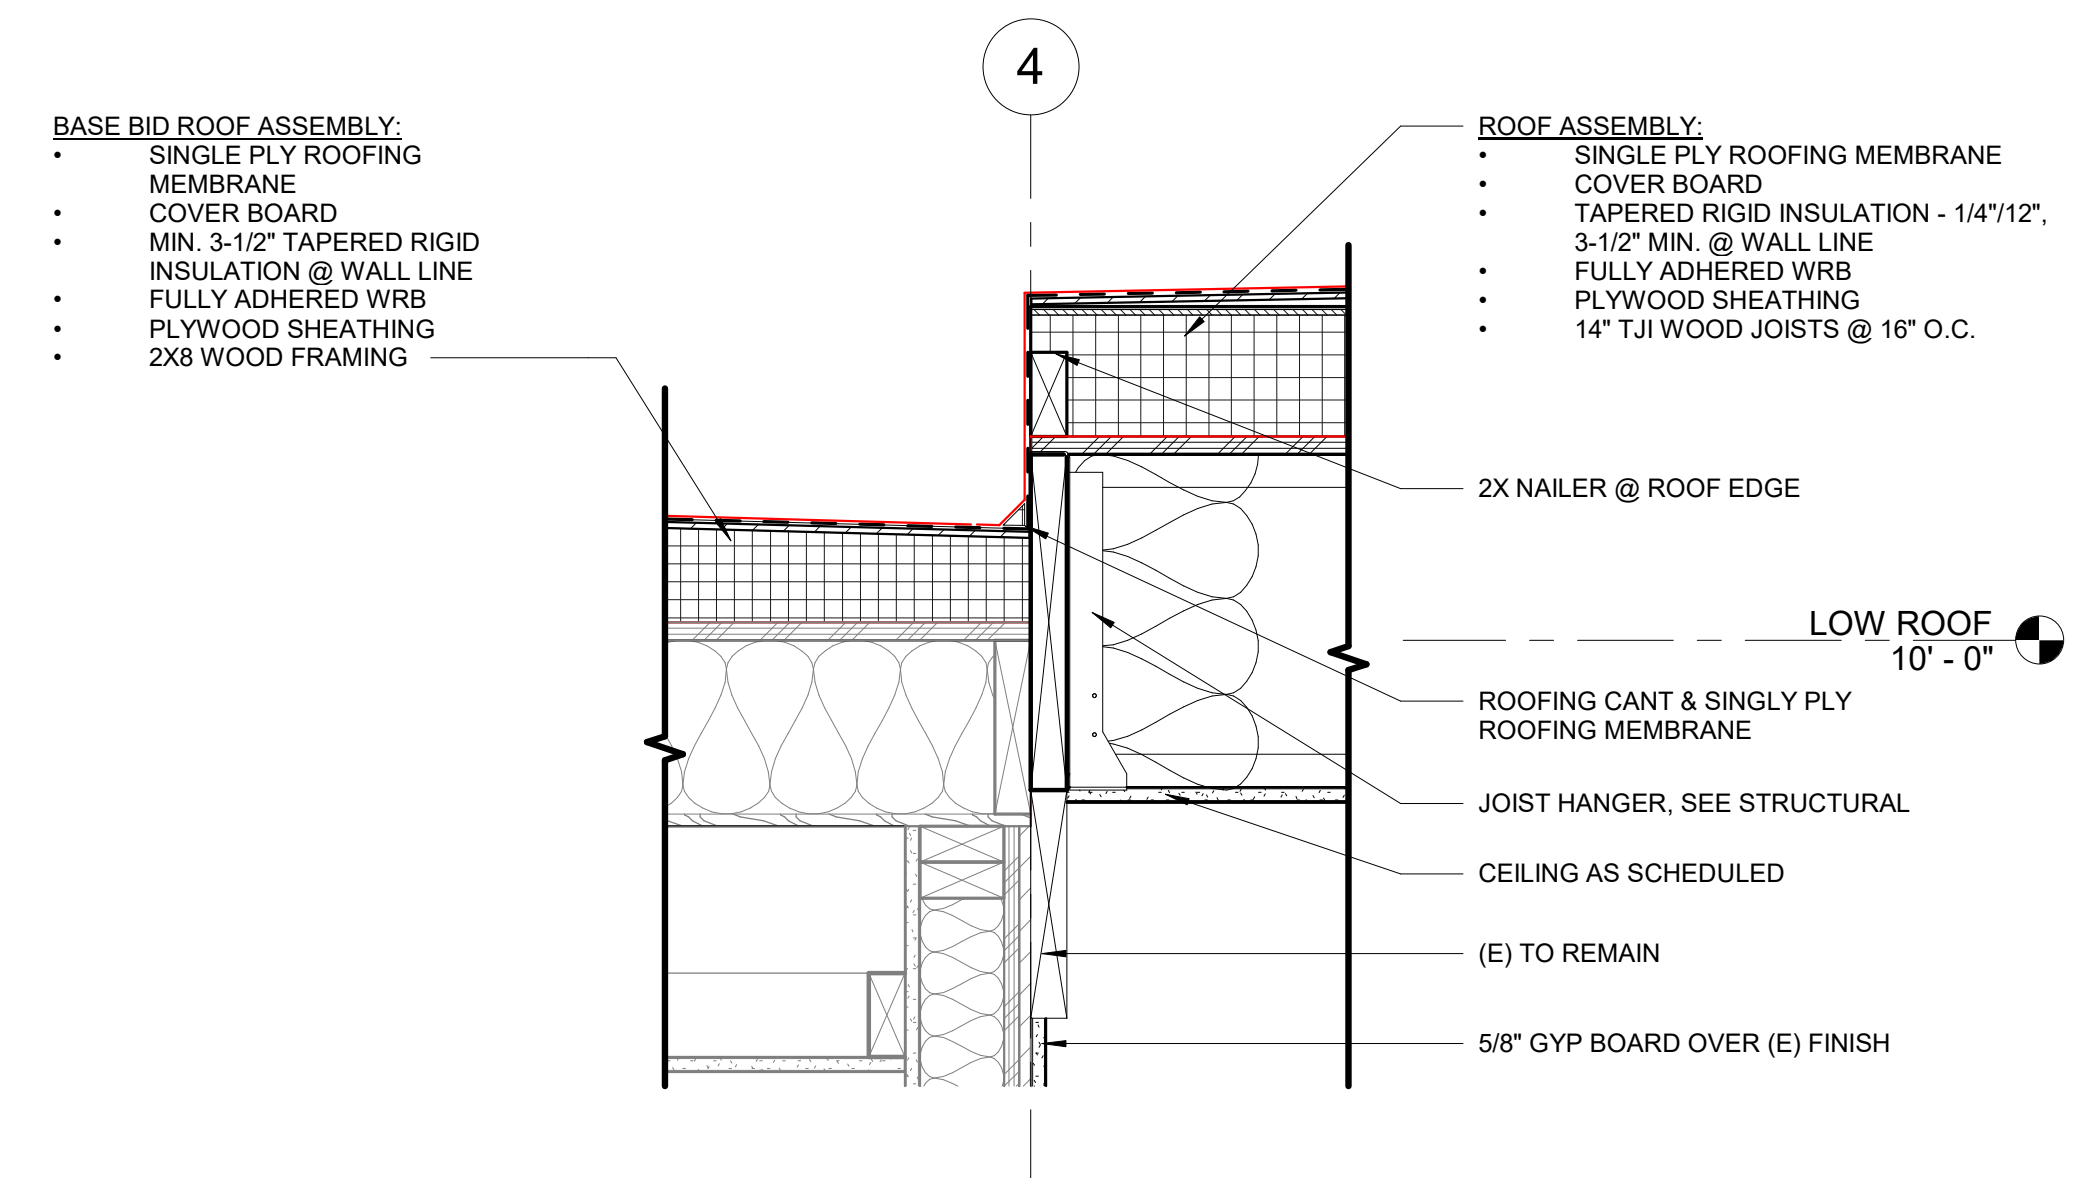 4
BASE BID ROOF ASSEMBLY:
• SINGLE PLY ROOFING
MEMBRANE
• COVER BOARD
• MIN. 3-1/2" TAPERED RIGID
INSULATION @ WALL LINE
• FULLY ADHERED WRB
• PLYWOOD SHEATHING
• 2X8 WOOD FRAMING
ROOF ASSEMBLY:
• SINGLE PLY ROOFING MEMBRANE
• COVER BOARD
• TAPERED RIGID INSULATION - 1/4"/12",
3-1/2" MIN. @ WALL LINE
• FULLY ADHERED WRB
• PLYWOOD SHEATHING
• 14" TJI WOOD JOISTS @ 16" O.C.
2X NAILER @ ROOF EDGE
LOW ROOF
10' - 0"
ROOFING CANT & SINGLY PLY
ROOFING MEMBRANE
JOIST HANGER, SEE STRUCTURAL
CEILING AS SCHEDULED
(E) TO REMAIN
5/8" GYP BOARD OVER (E) FINISH